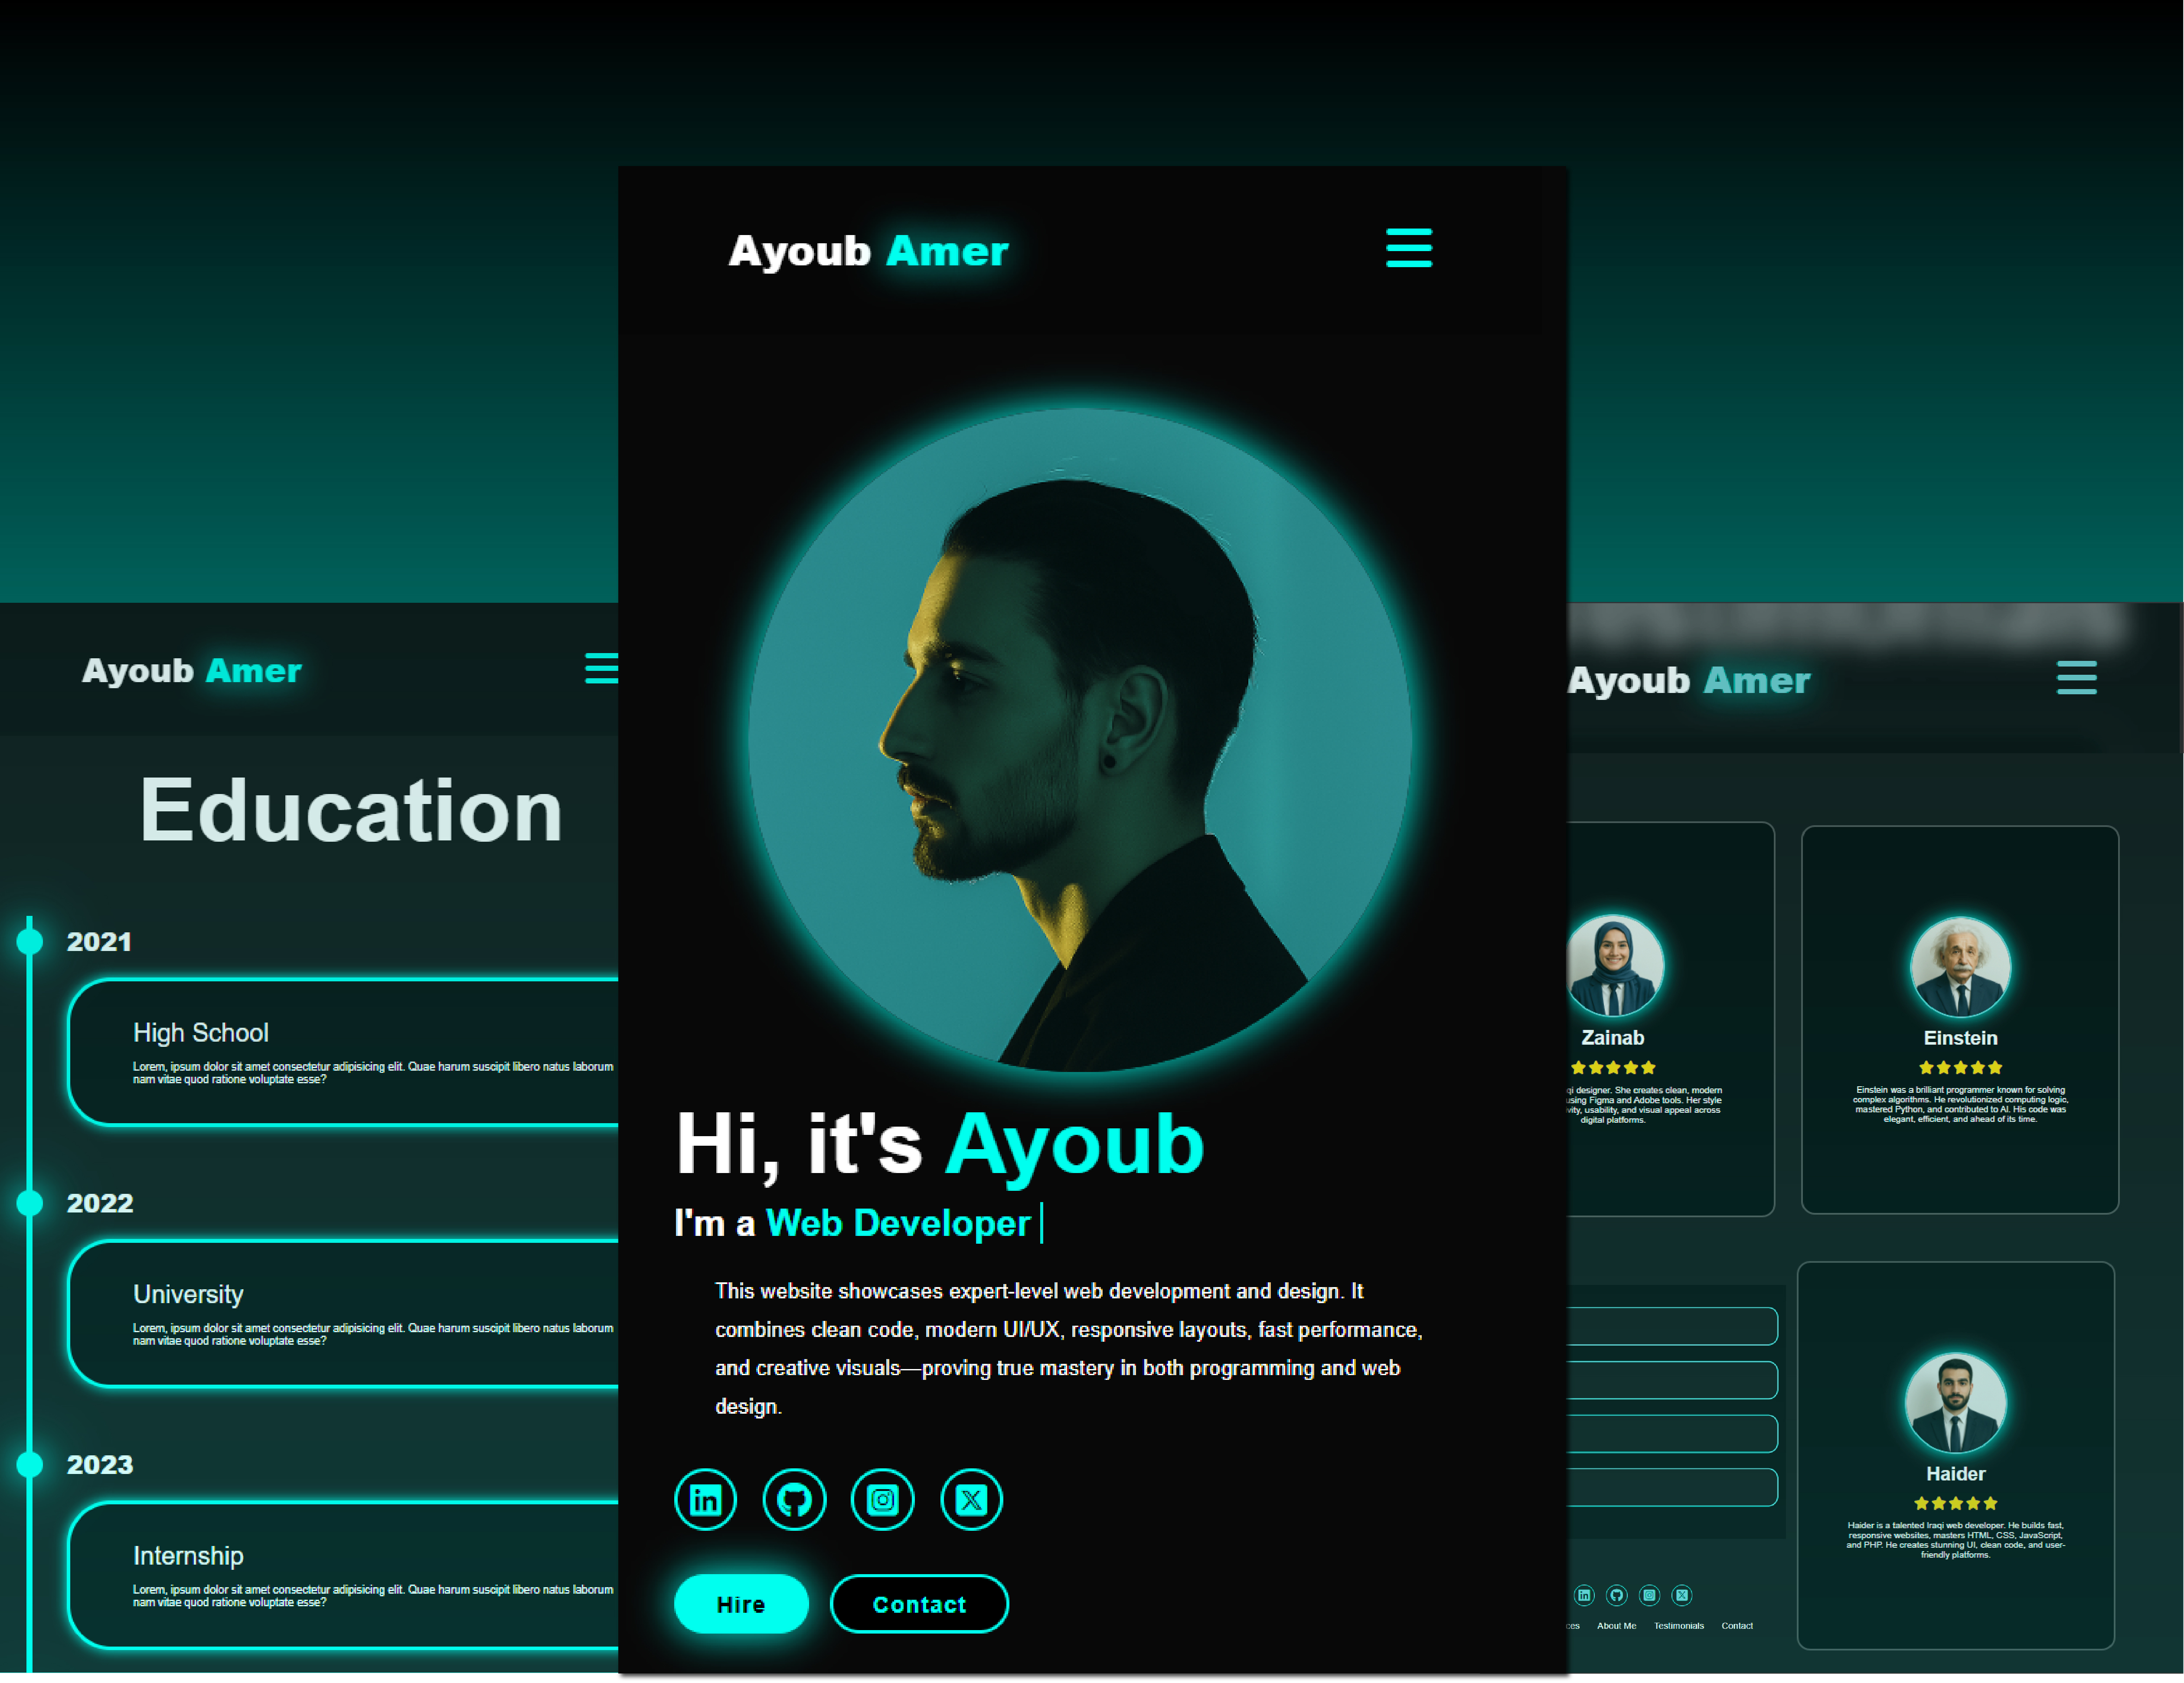 Ayoub Amer
Education
2021
High School
Lorem, ipsum dolor sit amet consectetur adipisicing elit. Quae harum suscipit libero natus laborum
nam vitae quod ratione voluptate esse?
2022
University
Lorem, ipsum dolor sit amet consectetur adipisicing elit. Quae harum suscipit libero natus laborum
nam vitae quod ratione voluptate esse?
2023
Internship
Lorem, ipsum dolor sit amet consectetur adipisicing elit. Quae harum suscipit libero natus laborum
nam vitae quod ratione voluptate esse?
Ayoub Amer
Hi, it's Ayoub
I'm a Web Developer
This website showcases expert-level web development and design. It
combines clean code, modern UI/UX, responsive layouts, fast performance,
and creative visuals—proving true mastery in both programming and web
design.
in
X
Hire
Contact
Ayoub Amer
Zainab
designer. She creates clean, modern
using Figma and Adobe tools. Her style
usability, and visual appeal across
digital platforms.
Einstein
Einstein was a brilliant programmer known for solving
complex algorithms. He revolutionized computing logic,
mastered Python, and contributed to AI. His code was
elegant, efficient, and ahead of its time.
Haider
Haider is a talented Iraqi web developer. He builds fast,
responsive websites, masters HTML, CSS, JavaScript,
and PHP. He creates stunning UI, clean code, and user-
friendly platforms.
in
X
About Me
Testimonials
Contact